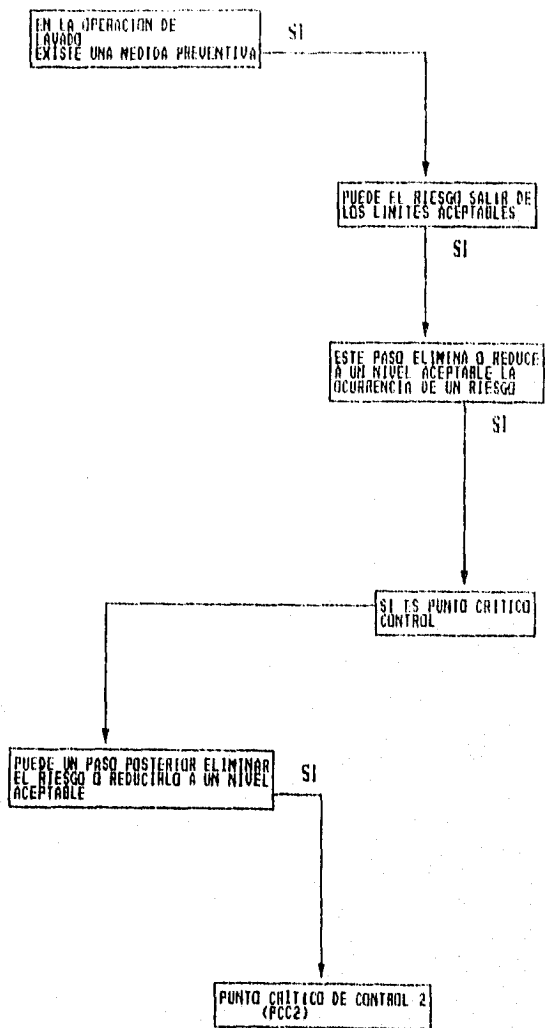 EN LA OPERACION DE
LAVADO
EXISTE UNA MEDIDA PREVENTIVA
SI
PUEDE EL RIESGO SALIR DE
LOS LIMITES ACEPTABLES
SI
ESTE PASO ELIMINA O REDUCE
A UN NIVEL ACEPTABLE LA
OCURRENCIA DE UN RIESGO
SI
SI ES PUNTO CRITICO
CONTROL
PUEDE UN PASO POSTERIOR ELIMINAR
EL RIESGO O REDUCIRLO A UN NIVEL
ACEPTABLE
SI
PUNTO CRITICO DE CONTROL 2
(PCC2)